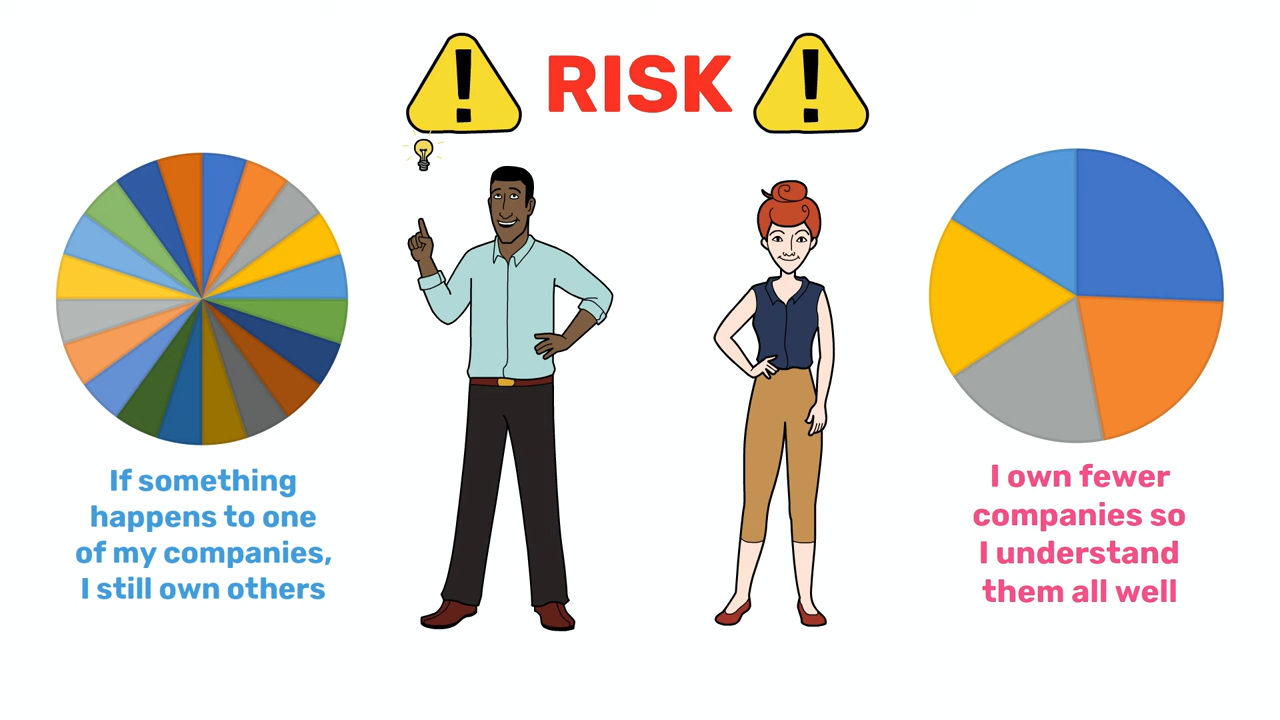 RISK
If something
happens to one
of my companies,
I still own others
I own fewer
companies so
I understand
them all well